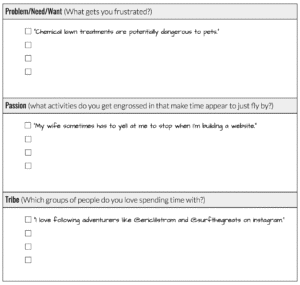 Problem/Need/Want (What gets you frustrated?)
"Chemical lawn treatments are potentially dangerous to pets."
Passion (what activities do you get engrossed in that make time appear to just fly by?)
"My wife sometimes has to yell at me to stop when i'm building a website."
Tribe (Which groups of people do you love spending time with?)
"I love following adventurers like and @surfthegreats on instagram."